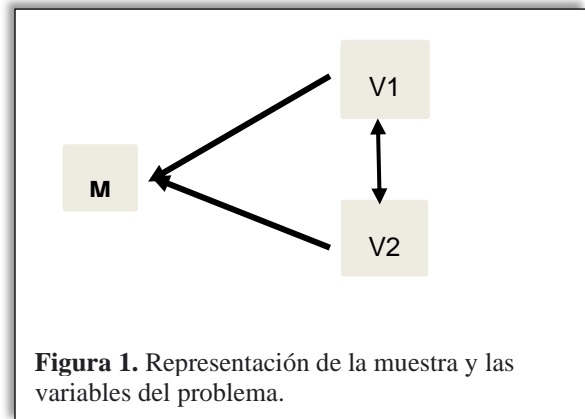 V1
M
V2
Figura 1. Representación de la muestra y las
variables del problema.